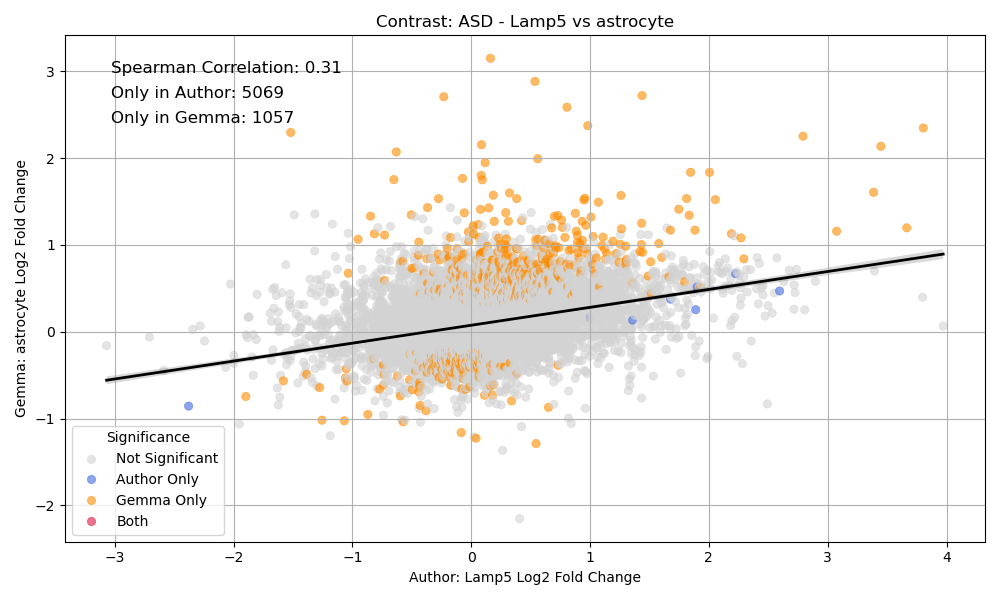 Contrast: ASD - Lamp5 vs astrocyte
Spearman Correlation: 0.31
Only in Author: 5069
Only in Gemma: 1057
Gemma: astrocyte Log2 Fold Change
3
2
1
0
−1
−2
Significance
Not Significant
Author Only
Gemma Only
Both
−3 −2 −1 0 1 2 3 4
Author: Lamp5 Log2 Fold Change